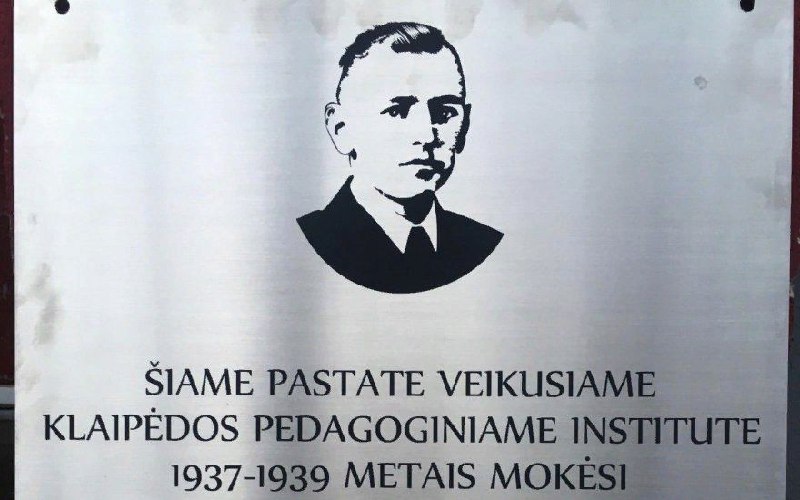 ŠIAME PASTATE VEIKUSIAME
KLAIPĖDOS PEDAGOGINIAME INSTITUTE
1937-1939 METAIS MOKĖSI